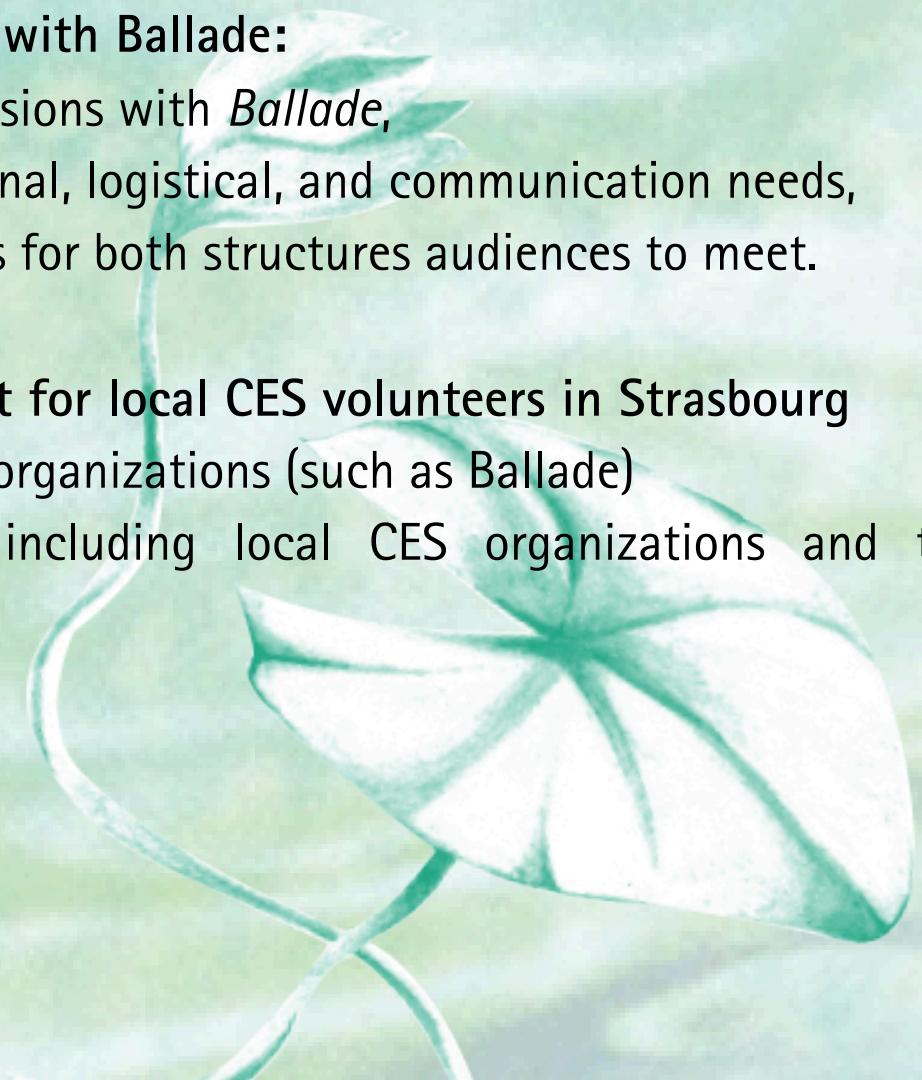 with Ballade:
sions with Ballade,
nal, logistical, and communication needs,
s for both structures audiences to meet.
t for local CES volunteers in Strasbourg
organizations (such as Ballade)
including local CES organizations and